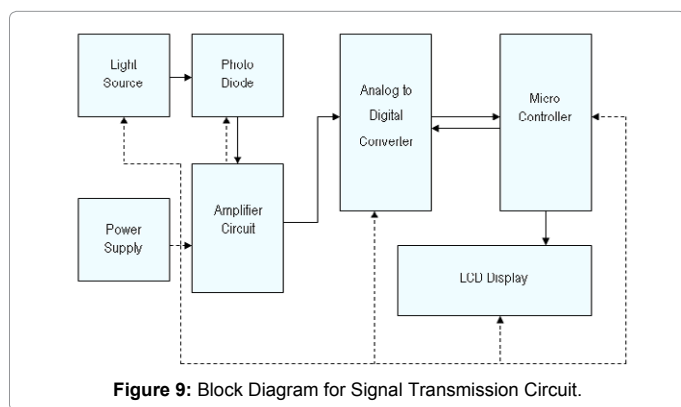 Light
Source
Photo
Diode
Analog to
Digital
Converter
Micro
Controller
Power
Supply
Amplifier
Circuit
LCD Display
Figure 9: Block Diagram for Signal Transmission Circuit.